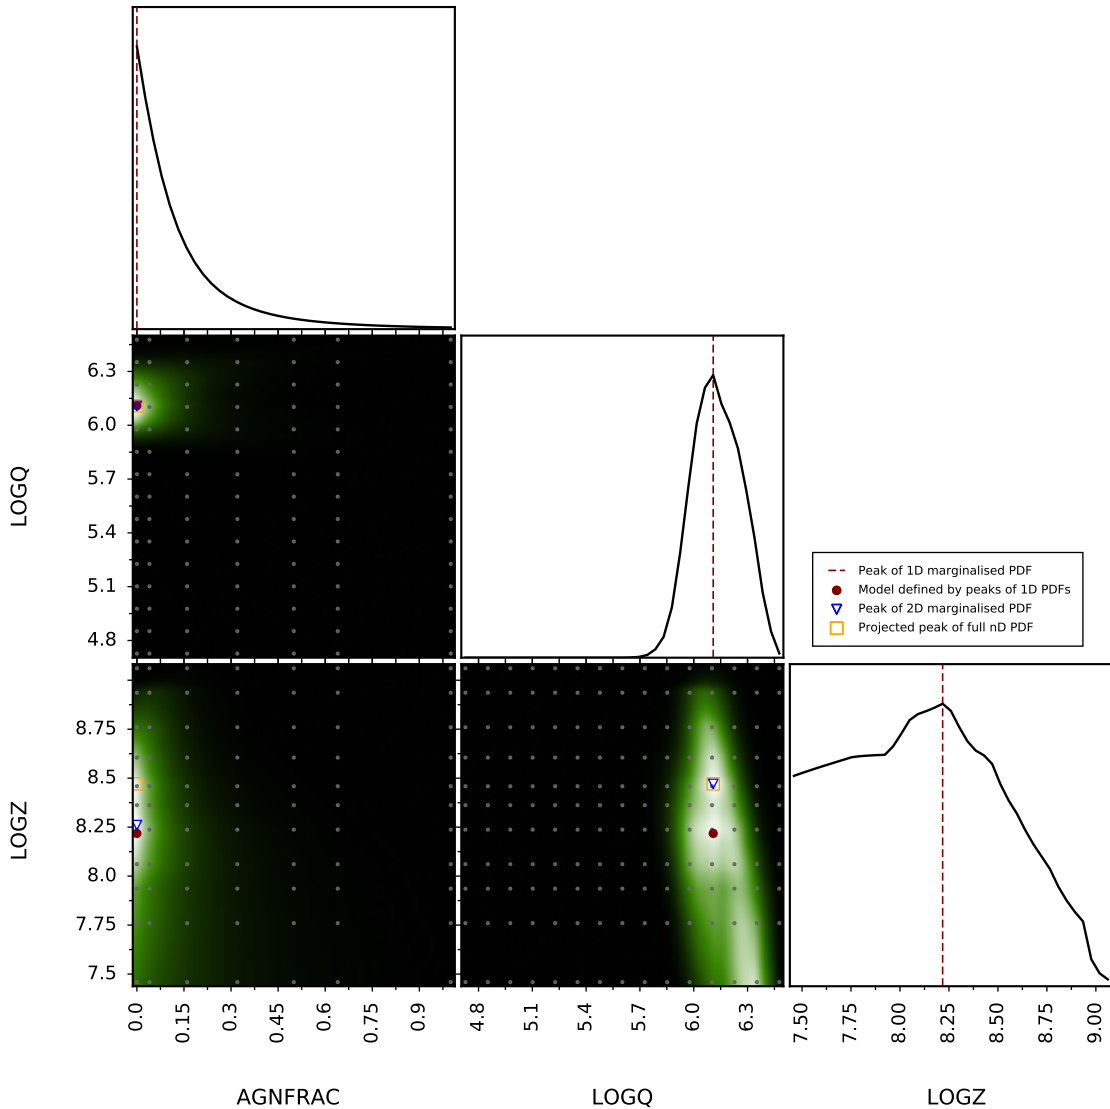 LOGQ
6.3
6.0
5.7
5.4
5.1
4.8
Peak of 1D marginalised PDF
Model defined by peaks of 1D PDFs
Peak of 2D marginalised PDF
Projected peak of full nD PDF
LOGZ
8.75
8.5
8.25
8.0
7.75
7.5
0.0 0.15 0.3 0.45 0.6 0.75 0.9
4.8 5.1 5.4 5.7 6.0 6.3
7.50 7.75 8.00 8.25 8.50 8.75 9.00
AGNFRAC LOGQ LOGZ